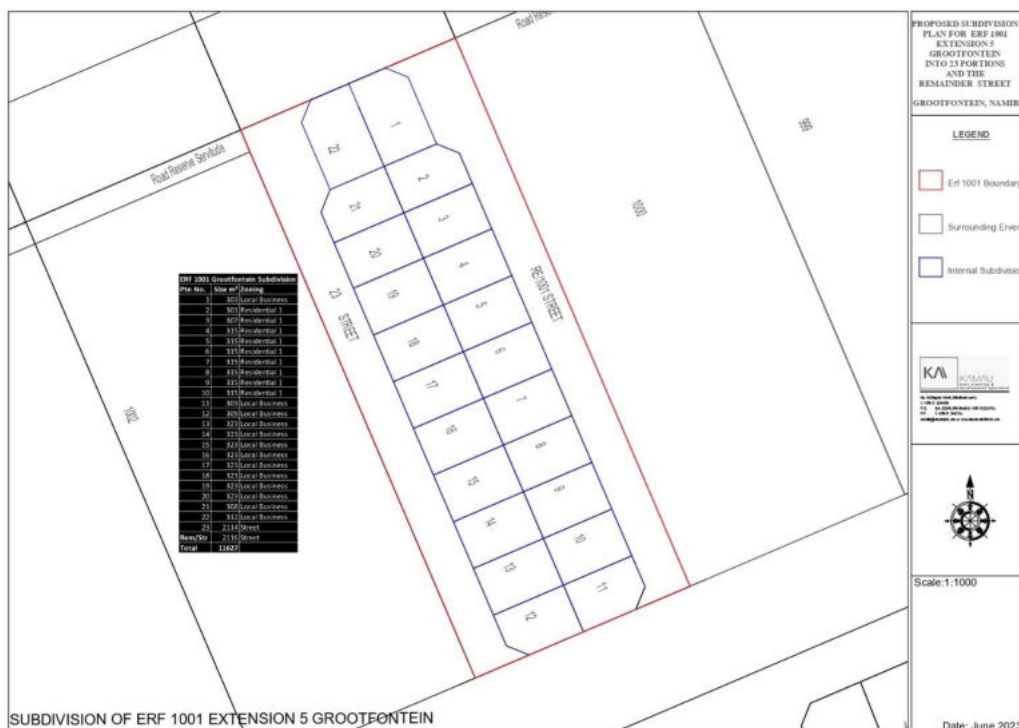 Road Reserve Servitude
1
22
2
21
3
20
4
19
5
18
6
17
7
16
8
15
9
14
10
13
11
12
23
STREET
RE/1001 STREET
999
1000
1002
ERF 1001 Grootfontein Subdivision
Ptn No. Size m² Zoning
1 303 Local Business
2 301 Residential 1
3 307 Residential 1
4 315 Residential 1
5 315 Residential 1
6 315 Residential 1
7 315 Residential 1
8 315 Residential 1
9 315 Residential 1
10 315 Residential 1
11 303 Local Business
12 309 Local Business
13 323 Local Business
14 323 Local Business
15 323 Local Business
16 323 Local Business
17 323 Local Business
18 323 Local Business
19 323 Local Business
20 323 Local Business
21 308 Local Business
22 312 Local Business
23 2114 Street
Rem/Str 2116 Street
Total 11627
SUBDIVISION OF ERF 1001 EXTENSION 5 GROOTFONTEIN
PROPOSED SUBDIVISION
PLAN FOR ERF 1001
EXTENSION 5
GROOTFONTEIN
INTO 23 PORTIONS
AND THE
REMAINDER STREET
GROOTFONTEIN, NAMIB
LEGEND
Erf 1001 Boundary
Surrounding Erven
Internal Subdivisio
KAMAU
N
Scale:1:1000
Date: June 202